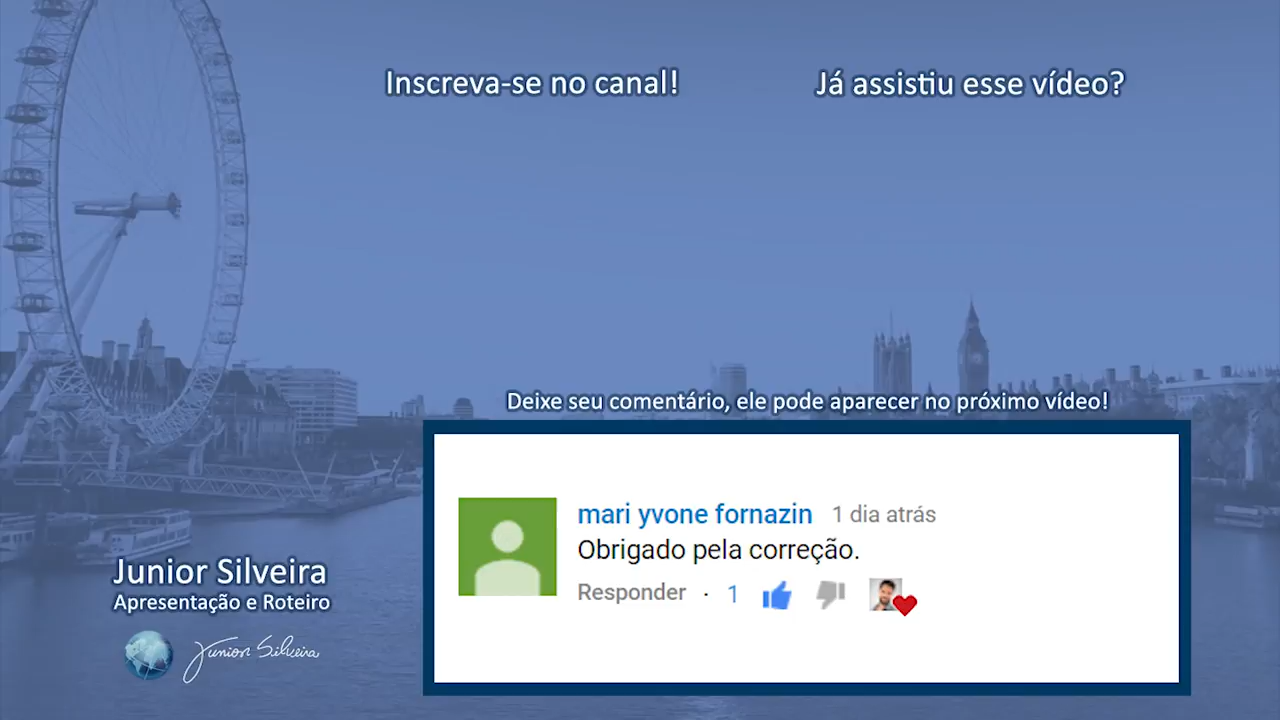 Inscreva-se no canal!
Já assistiu esse vídeo?
Deixe seu comentário, ele pode aparecer no próximo vídeo!
mari yvone fornazin 1 dia atrás
Obrigado pela correção.
Responder · 1
Junior Silveira
Apresentação e Roteiro
Junior Silveira